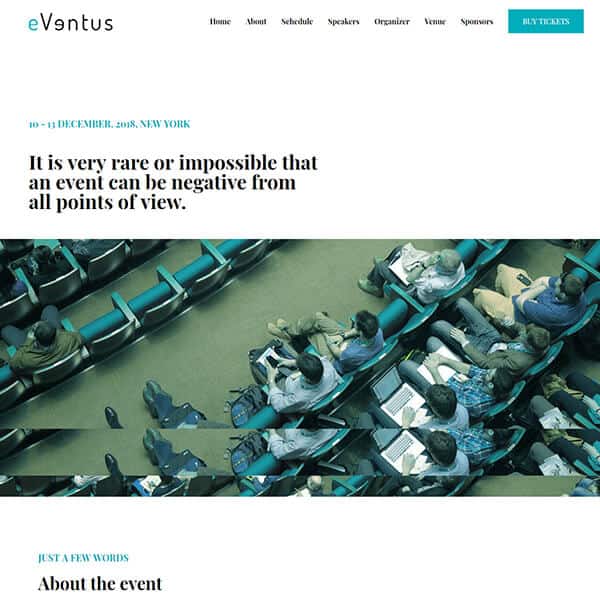 eVentus
Home About Schedule Speakers Organizer Venue Sponsors BUY TICKETS
10 - 13 DECEMBER, 2018, NEW YORK
It is very rare or impossible that
an event can be negative from
all points of view.
JUST A FEW WORDS
About the event